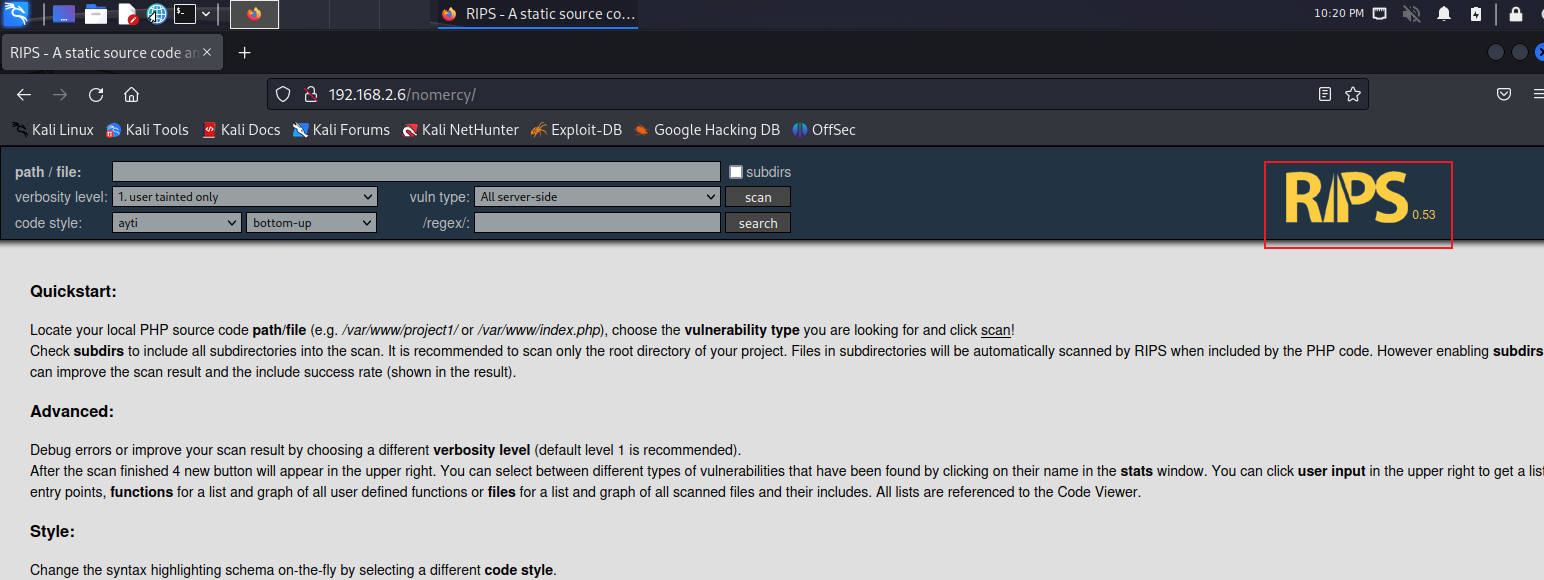 10:20 PM
RIPS - A static source co...
RIPS - A static source code an
192.168.2.6/nomercy/
Kali Linux Kali Tools Kali Docs Kali Forums Kali NetHunter Exploit-DB Google Hacking DB OffSec
path / file: subdirs
verbosity level: 1. user tainted only vuln type: All server-side scan
code style: ayti bottom-up /regex/: search
RIPS 0.53
Quickstart:
Locate your local PHP source code path/file (e.g. /var/www/project1/ or /var/www/index.php), choose the vulnerability type you are looking for and click scan!
Check subdirs to include all subdirectories into the scan. It is recommended to scan only the root directory of your project. Files in subdirectories will be automatically scanned by RIPS when included by the PHP code. However enabling subdirs
can improve the scan result and the include success rate (shown in the result).
Advanced:
Debug errors or improve your scan result by choosing a different verbosity level (default level 1 is recommended).
After the scan finished 4 new button will appear in the upper right. You can select between different types of vulnerabilities that have been found by clicking on their name in the stats window. You can click user input in the upper right to get a list
entry points, functions for a list and graph of all user defined functions or files for a list and graph of all scanned files and their includes. All lists are referenced to the Code Viewer.
Style:
Change the syntax highlighting schema on-the-fly by selecting a different code style.